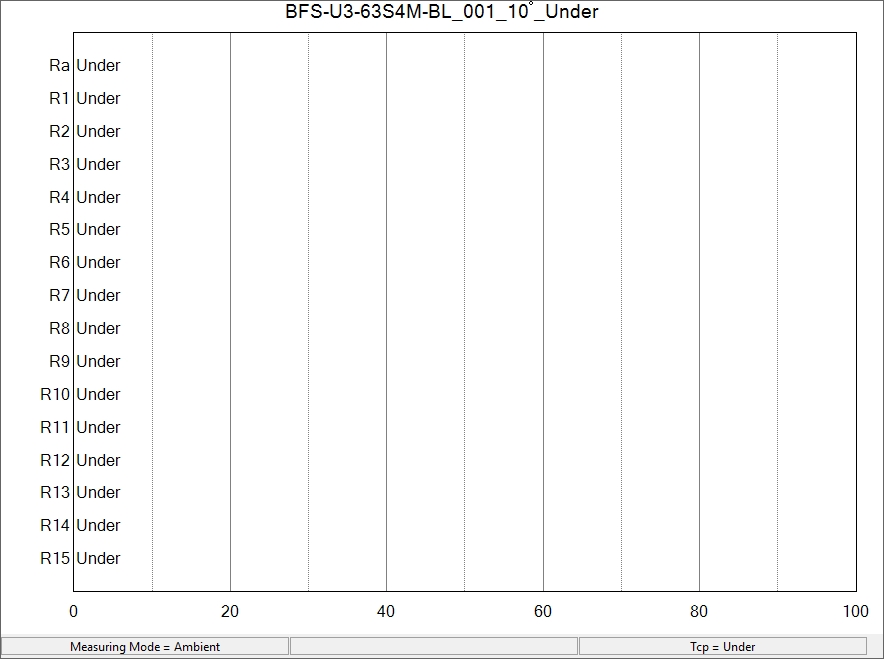 BFS-U3-63S4M-BL_001_10°_Under
Ra Under
R1 Under
R2 Under
R3 Under
R4 Under
R5 Under
R6 Under
R7 Under
R8 Under
R9 Under
R10 Under
R11 Under
R12 Under
R13 Under
R14 Under
R15 Under
0 20 40 60 80 100
Measuring Mode = Ambient Tcp = Under